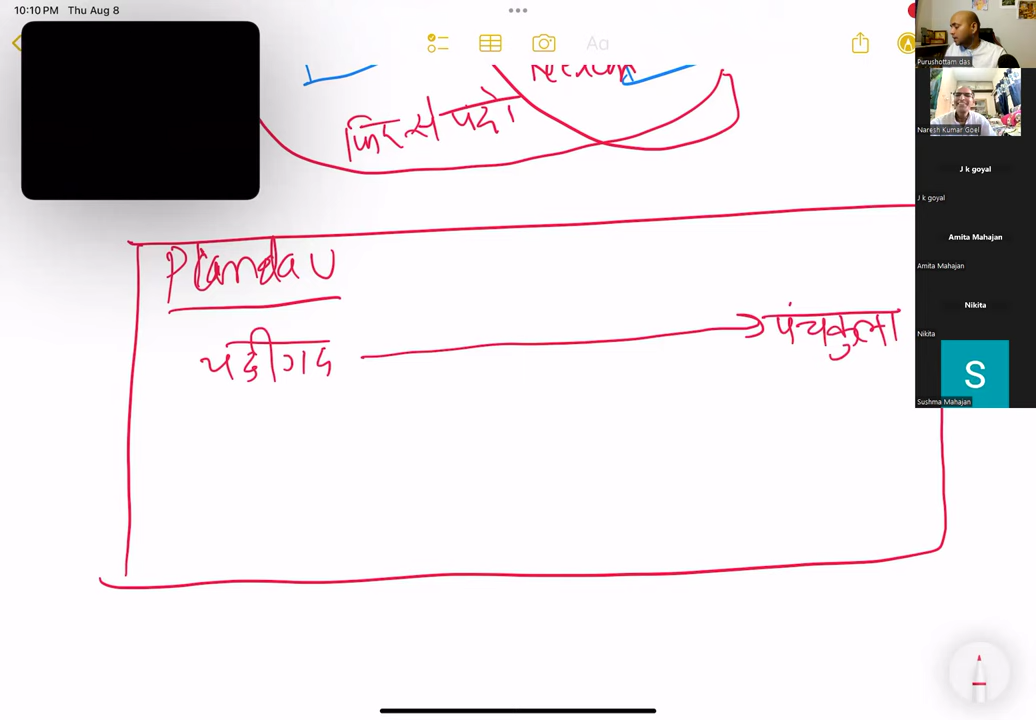 10:10 PM Thu Aug 8
Aa
फिर से पढ़ो
Pandav
चंडीगढ़
पंचकुला
Purushottam das
Naresh Kumar Goel
J k goyal
J k goyal
Amita Mahajan
Amita Mahajan
Nikita
Nikita
S
Sushma Mahajan